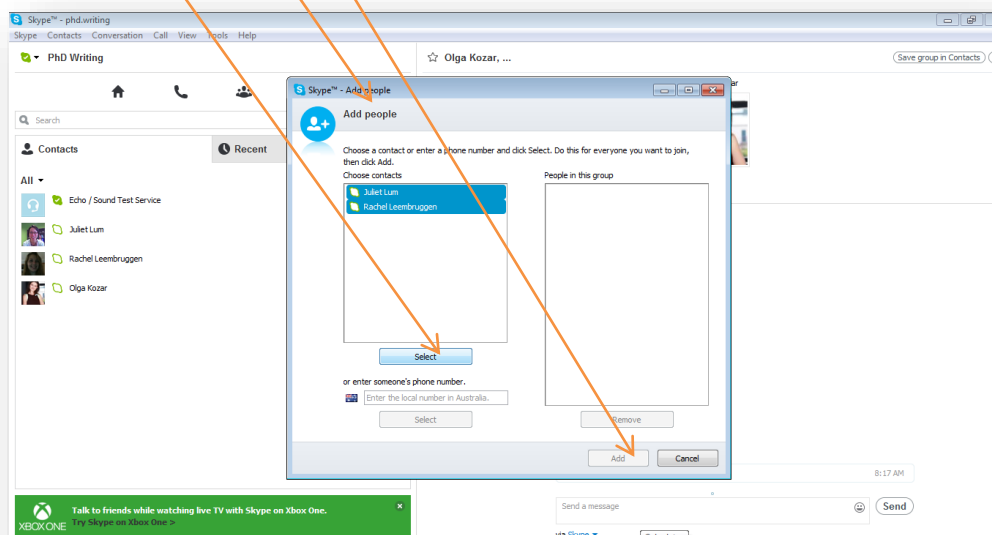 Skype™ - phd.writing
Skype Contacts Conversation Call View Tools Help
PhD Writing
Olga Kozar, ...
Save group in Contacts
Search
Contacts
Recent
All
Echo / Sound Test Service
Juliet Lum
Rachel Leembruggen
Olga Kozar
Skype™ - Add people
Add people
Choose a contact or enter a phone number and click Select. Do this for everyone you want to join,
then click Add.
Choose contacts
People in this group
Juliet Lum
Rachel Leembruggen
Select
or enter someone's phone number.
Enter the local number in Australia.
Select
Remove
Add
Cancel
8:17 AM
Send a message
Send
via Skype
XBOX ONE
Talk to friends while watching live TV with Skype on Xbox One.
Try Skype on Xbox One >